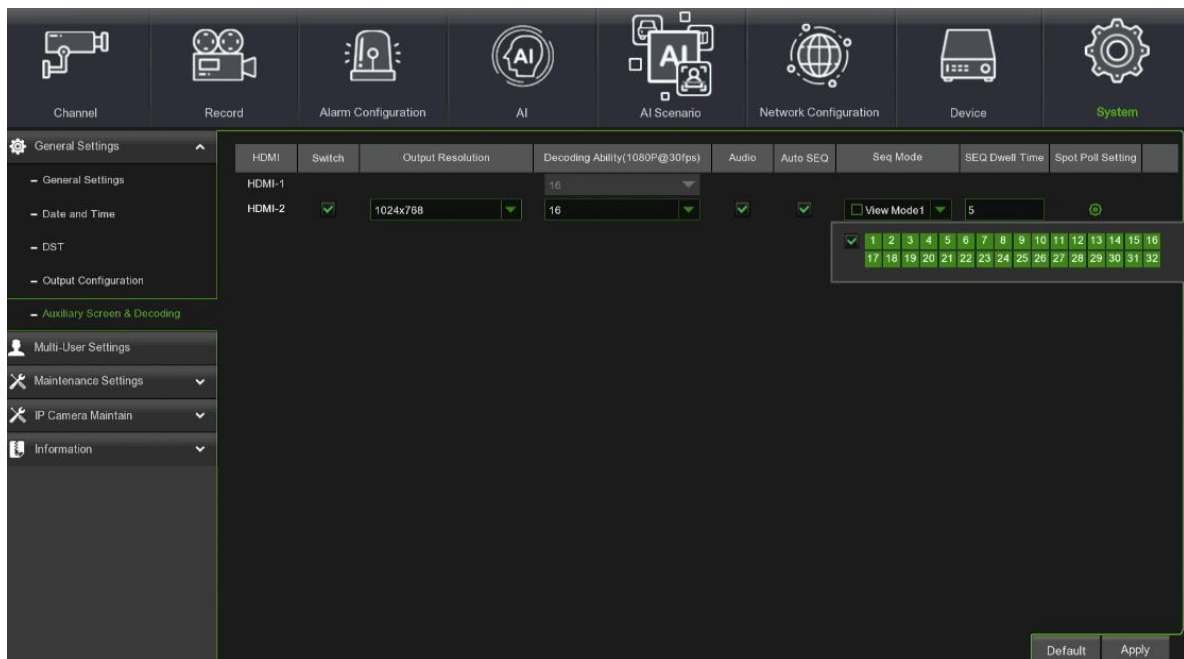 Channel Record Alarm Configuration AI AI Scenario Network Configuration Device System
General Settings
General Settings
Date and Time
DST
Output Configuration
Auxiliary Screen & Decoding
Multi-User Settings
Maintenance Settings
IP Camera Maintain
Information
HDMI Switch Output Resolution Decoding Ability(1080P@30fps) Audio Auto SEQ Seq Mode SEQ Dwell Time Spot Poll Setting
HDMI-1 16
HDMI-2 1024x768 16 View Mode1 5
1 2 3 4 5 6 7 8 9 10 11 12 13 14 15 16
17 18 19 20 21 22 23 24 25 26 27 28 29 30 31 32
Default Apply